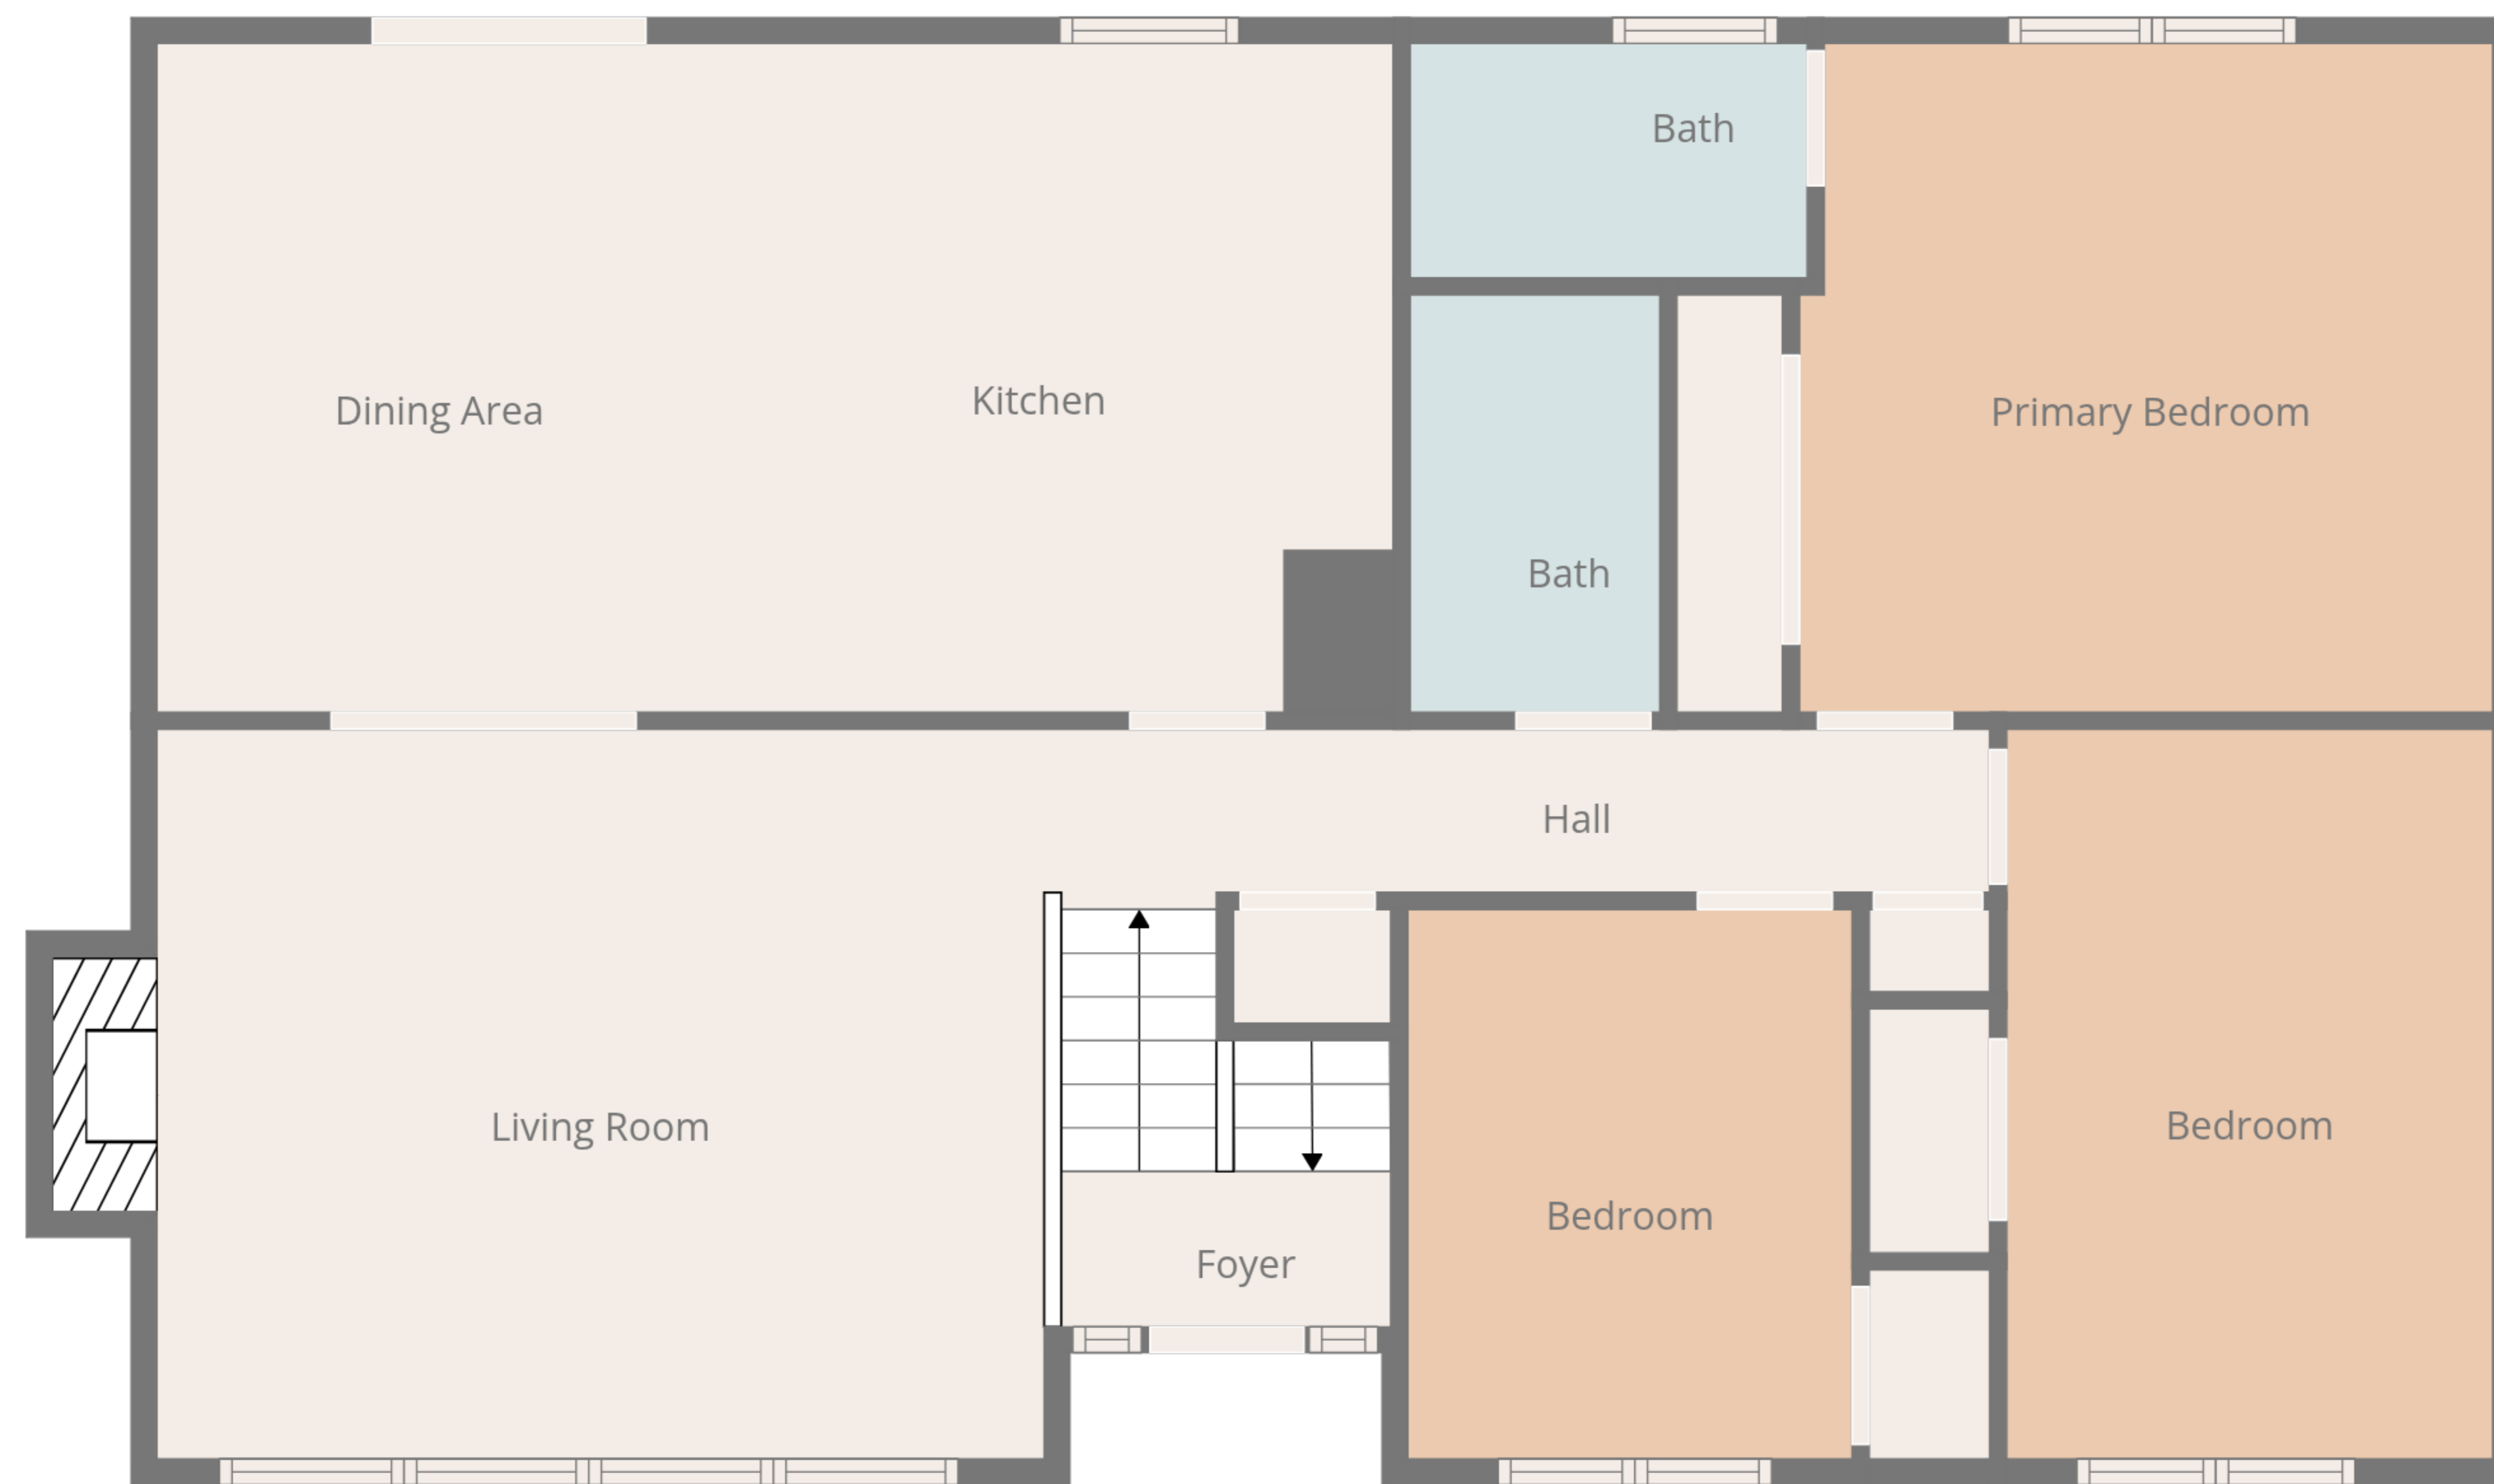 Bath
Kitchen
Dining Area
Primary Bedroom
Bath
Hall
Living Room
Bedroom
Bedroom
Foyer